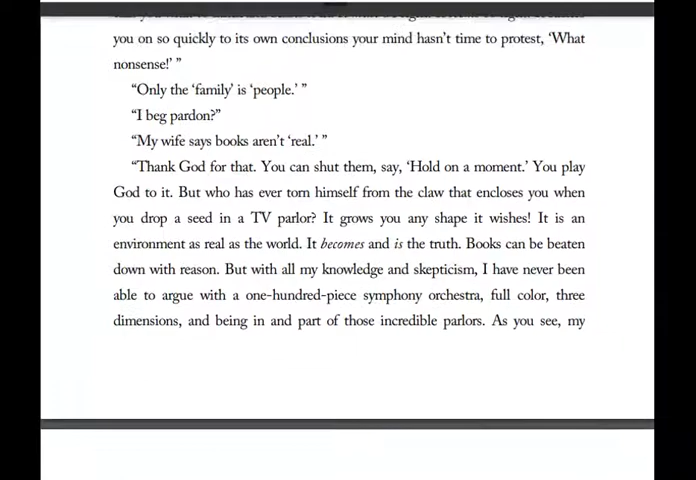 you on so quickly to its own conclusions your mind hasn't time to protest, 'What
nonsense!' "
"Only the 'family' is 'people.' "
"I beg pardon?"
"My wife says books aren't 'real.' "
"Thank God for that. You can shut them, say, 'Hold on a moment.' You play
God to it. But who has ever torn himself from the claw that encloses you when
you drop a seed in a TV parlor? It grows you any shape it wishes! It is an
environment as real as the world. It becomes and is the truth. Books can be beaten
down with reason. But with all my knowledge and skepticism, I have never been
able to argue with a one-hundred-piece symphony orchestra, full color, three
dimensions, and being in and part of those incredible parlors. As you see, my